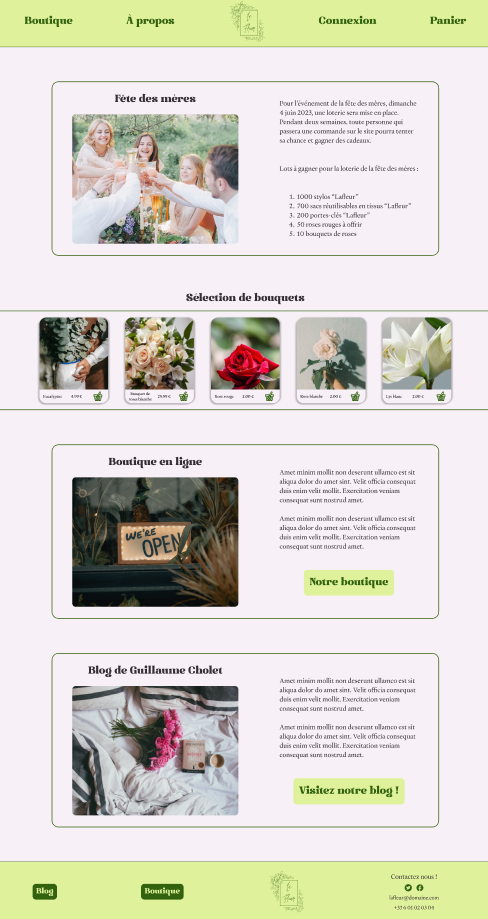 Boutique
À propos
Connexion
Panier
Fête des mères
Pour l'événement de la fête des mères, dimanche
4 juin 2023, une loterie sera mise en place.
Pendant deux semaines, toute personne qui
passera une commande sur le site pourra tenter
sa chance et gagner des cadeaux.
Lots à gagner pour la loterie de la fête des mères :
1. 1000 stylos "Lafleur"
2. 700 sacs réutilisables en tissus "Lafleur"
3. 200 portes-clés "Lafleur"
4. 50 roses rouges à offrir
5. 10 bouquets de roses
Sélection de bouquets
Eucalyptus 4.99 €
Bouquet de
roses blanche 29.99 €
Rose rouge 2.00 €
Rose blanche 2.00 €
Lys blanc 2.00 €
Boutique en ligne
WE'RE
OPEN
Amet minim mollit non deserunt ullamco est sit
aliqua dolor do amet sint. Velit officia consequat
duis enim velit mollit. Exercitation veniam
consequat sunt nostrud amet.
Amet minim mollit non deserunt ullamco est sit
aliqua dolor do amet sint. Velit officia consequat
duis enim velit mollit. Exercitation veniam
consequat sunt nostrud amet.
Notre boutique
Blog de Guillaume Cholet
Amet minim mollit non deserunt ullamco est sit
aliqua dolor do amet sint. Velit officia consequat
duis enim velit mollit. Exercitation veniam
consequat sunt nostrud amet.
Amet minim mollit non deserunt ullamco est sit
aliqua dolor do amet sint. Velit officia consequat
duis enim velit mollit. Exercitation veniam
consequat sunt nostrud amet.
Visitez notre blog !
Blog
Boutique
Contactez nous !
lafleur@domaine.com
+33 6 01 02 03 04